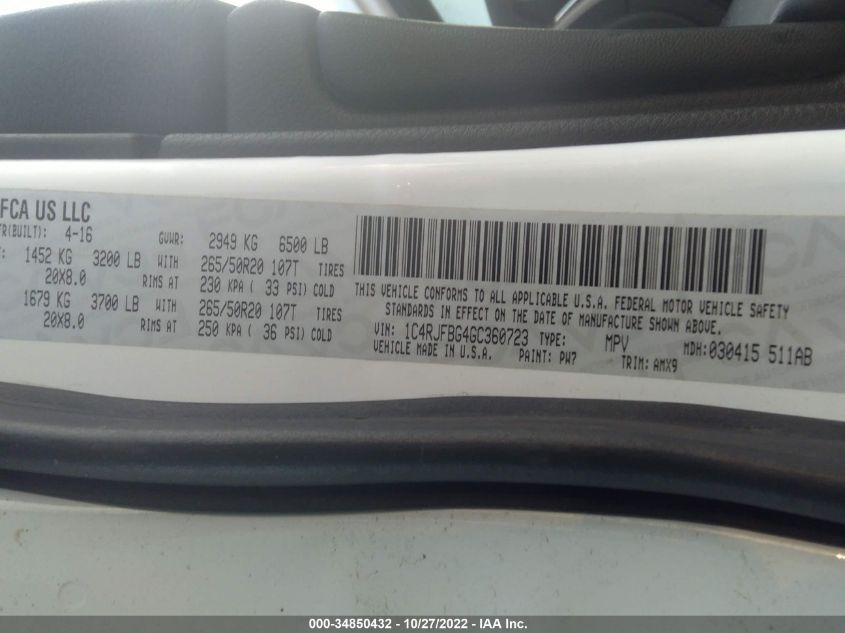 FCA US LLC
TR(BUILT): 4-16 GVWR: 2949 KG 6500 LB
1452 KG 3200 LB WITH 265/50R20 107T TIRES
20X8.0 RIMS AT 230 KPA ( 33 PSI) COLD
1679 KG 3700 LB WITH 265/50R20 107T TIRES
20X8.0 RIMS AT 250 KPA ( 36 PSI) COLD
THIS VEHICLE CONFORMS TO ALL APPLICABLE U.S.A. FEDERAL MOTOR VEHICLE SAFETY
STANDARDS IN EFFECT ON THE DATE OF MANUFACTURE SHOWN ABOVE.
VIN: 1C4RJFBG4GC360723 TYPE: MPV MDH:030415 511AB
VEHICLE MADE IN U.S.A. PAINT: PW7 TRIM: AMX9
000-34850432 - 10/27/2022 - IAA Inc.